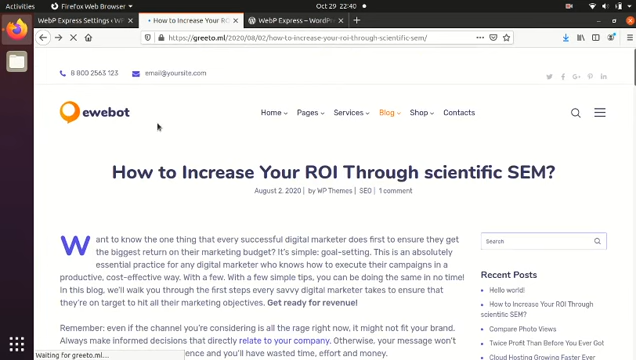 Activities Firefox Web Browser Oct 29 22:40
WebP Express Settings ‹ W × How to Increase Your ROI × WebP Express – WordPre ×
https://greeto.ml/2020/08/02/how-to-increase-your-roi-through-scientific-sem/
8 800 2563 123 email@yoursite.com
ewebot Home Pages Services Blog Shop Contacts
How to Increase Your ROI Through scientific SEM?
August 2, 2020 | by WP Themes | SEO | 1 comment
Want to know the one thing that every successful digital marketer does first to ensure they get
the biggest return on their marketing budget? It's simple: goal-setting. This is an absolutely
essential practice for any digital marketer who knows how to execute their campaigns in a
productive, cost-effective way. With a few. With a few simple tips, you can be doing the same in no time!
In this blog, we'll walk you through the first steps every savvy digital marketer takes to ensure that
they're on target to hit all their marketing objectives. Get ready for revenue!
Remember: even if the channel you're considering is all the rage right now, it might not fit your brand.
Always make informed decisions that directly relate to your company. Otherwise, your message won't
erience and you'll have wasted time, effort and money.
Search
Recent Posts
Hello world!
How to Increase Your ROI Through
scientific SEM?
Compare Photo Views
Twice Profit Than Before You Ever Got
Cloud Hosting Growing Faster Ever
Waiting for greeto.ml...